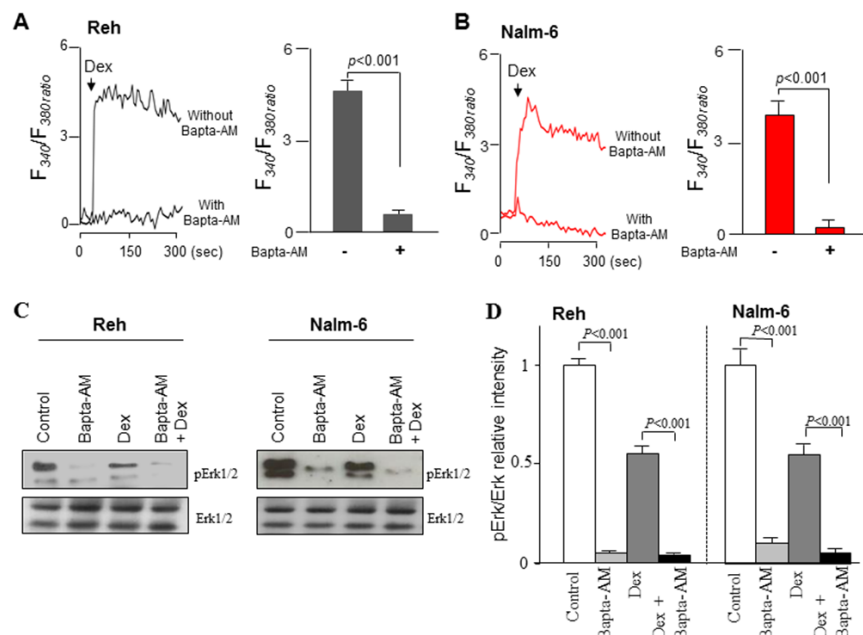 A
Reh
6
3
0
F340/F380ratio
Dex
Without
Bapta-AM
With
Bapta-AM
0
150
300
(sec)
6
3
0
F340/F380ratio
p<0.001
Bapta-AM
-
+
B
Nalm-6
6
3
0
F340/F380ratio
Dex
Without
Bapta-AM
With
Bapta-AM
0
150
300
(sec)
6
3
0
F340/F380ratio
p<0.001
Bapta-AM
-
+
C
Reh
Control
Bapta-AM
Dex
Bapta-AM
+ Dex
pErk1/2
Erk1/2
Nalm-6
Control
Bapta-AM
Dex
Bapta-AM
+ Dex
pErk1/2
Erk1/2
D
Reh
Nalm-6
pErk/Erk relative intensity
1
0.5
0
P<0.001
P<0.001
P<0.001
P<0.001
Control
Bapta-AM
Dex
Dex +
Bapta-AM
Control
Bapta-AM
Dex
Dex +
Bapta-AM